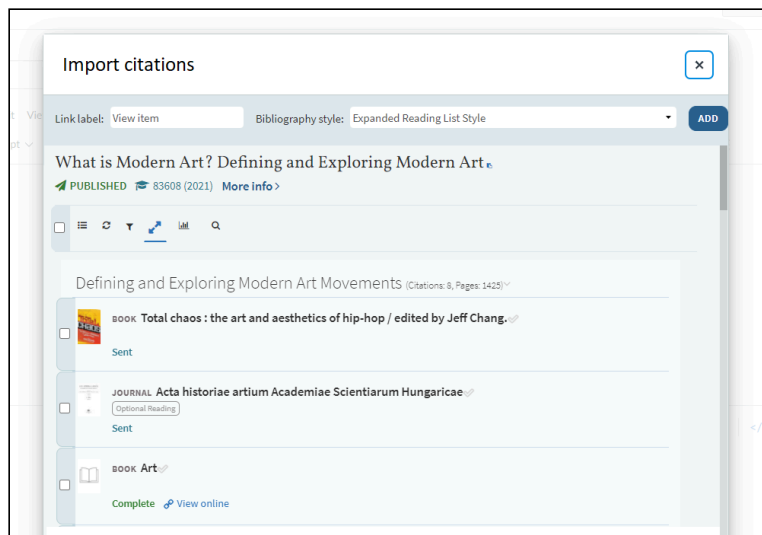 Import citations
×
Link label: View item Bibliography style: Expanded Reading List Style ADD
What is Modern Art? Defining and Exploring Modern Art
PUBLISHED 83608 (2021) More info >
Defining and Exploring Modern Art Movements (Citations: 8, Pages: 1425)
BOOK Total chaos : the art and aesthetics of hip-hop / edited by Jeff Chang.
Sent
JOURNAL Acta historiae artium Academiae Scientiarum Hungaricae
Optional Reading
Sent
BOOK Art
Complete View online